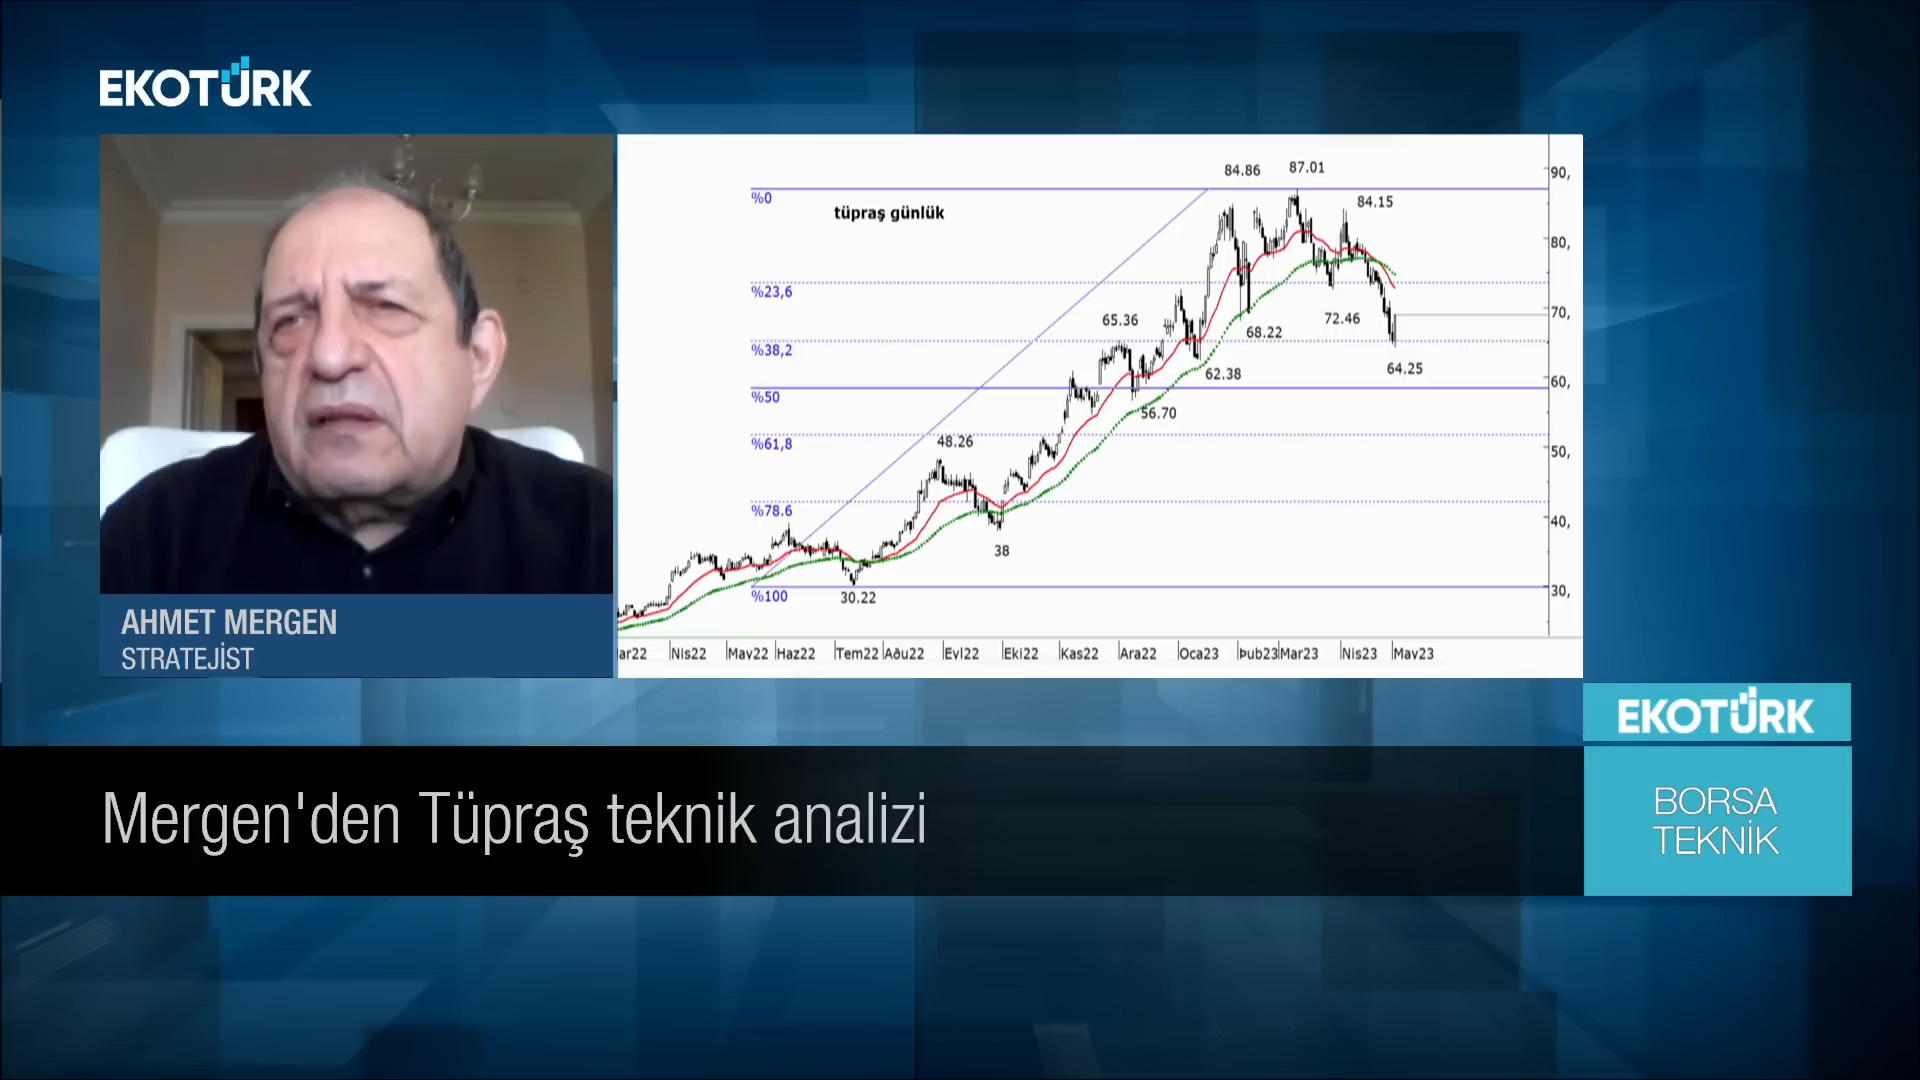 EKOTÜRK
84.86
87.01
90,
%0
84.15
tüpraş günlük
80,
%23,6
65.36
72.46
70,
68.22
%38,2
62.38
64.25
60,
%50
56.70
48.26
%61,8
50,
%78.6
40,
38
%100
30.22
30,
ar22 Nis22 May22 Haz22 Tem22 Aðu22 Evl22 Eki22 Kas22 Ara22 Oca23 Þub23 Mar23 Nis23 May23
AHMET MERGEN
STRATEJİST
EKOTÜRK
Mergen'den Tüpraş teknik analizi
BORSA
TEKNİK